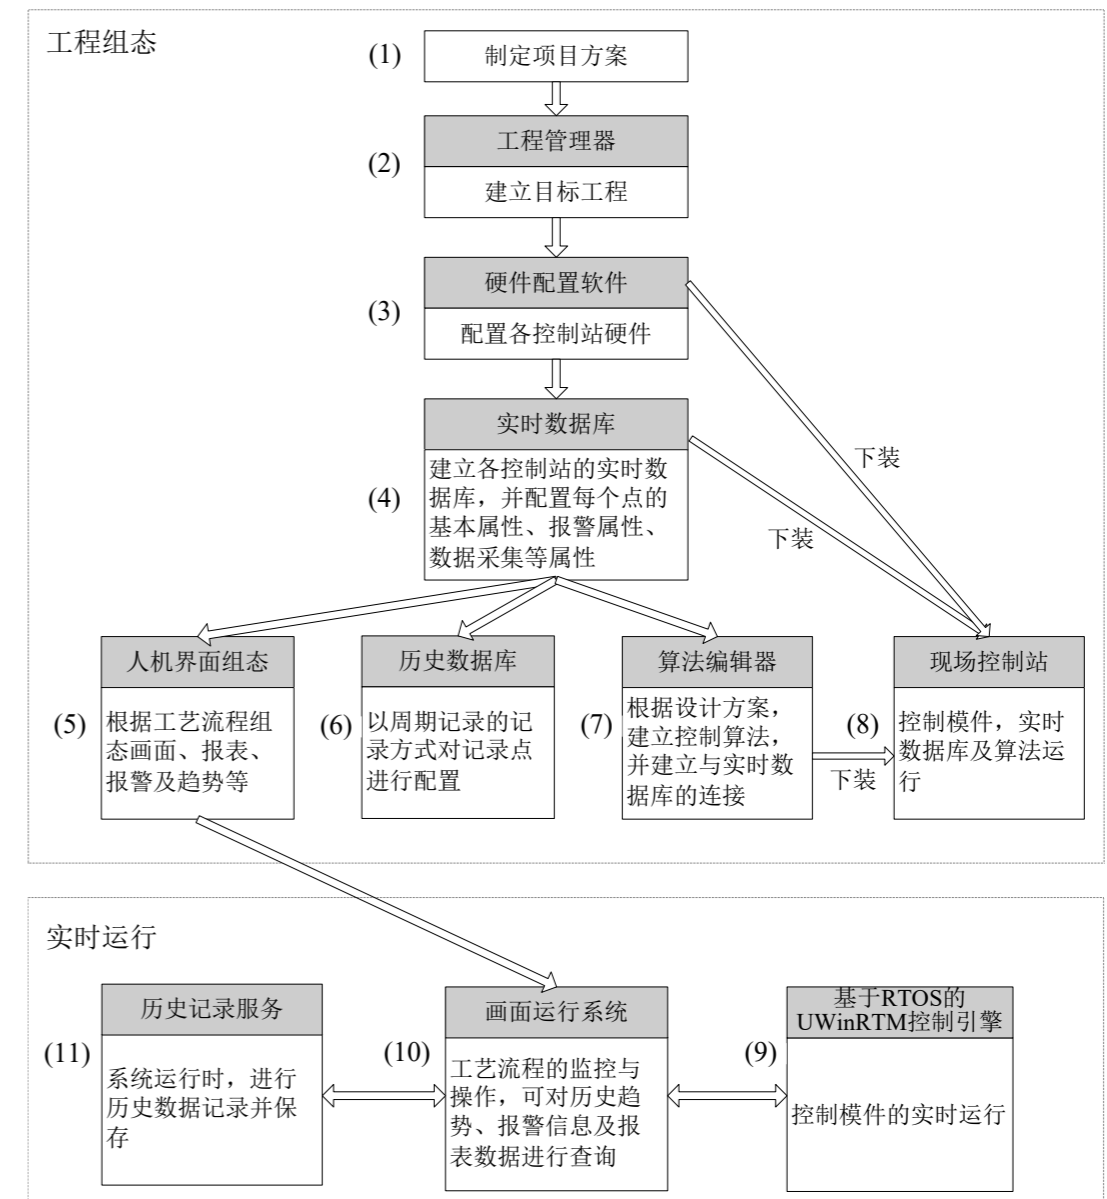 工程组态
(1)
制定项目方案
(2)
工程管理器
建立目标工程
(3)
硬件配置软件
配置各控制站硬件
(4)
实时数据库
建立各控制站的实时数
据库，并配置每个点的
基本属性、报警属性、
数据采集等属性
下装
下装
(5)
人机界面组态
根据工艺流程组
态画面、报表、
报警及趋势等
(6)
历史数据库
以周期记录的记
录方式对记录点
进行配置
(7)
算法编辑器
根据设计方案，
建立控制算法，
并建立与实时数
据库的连接
下装
(8)
现场控制站
控制模件，实时
数据库及算法运
行
实时运行
(11)
历史记录服务
系统运行时，进行
历史数据记录并保
存
(10)
画面运行系统
工艺流程的监控与
操作，可对历史趋
势、报警信息及报
表数据进行查询
(9)
基于RTOS的
UWinRTM控制引擎
控制模件的实时运行